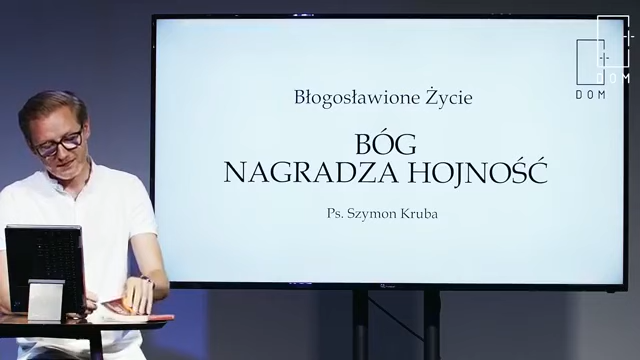 Błogosławione Życie
BÓG
NAGRADZA HOJNOŚĆ
Ps. Szymon Kruba
DOM
DOM